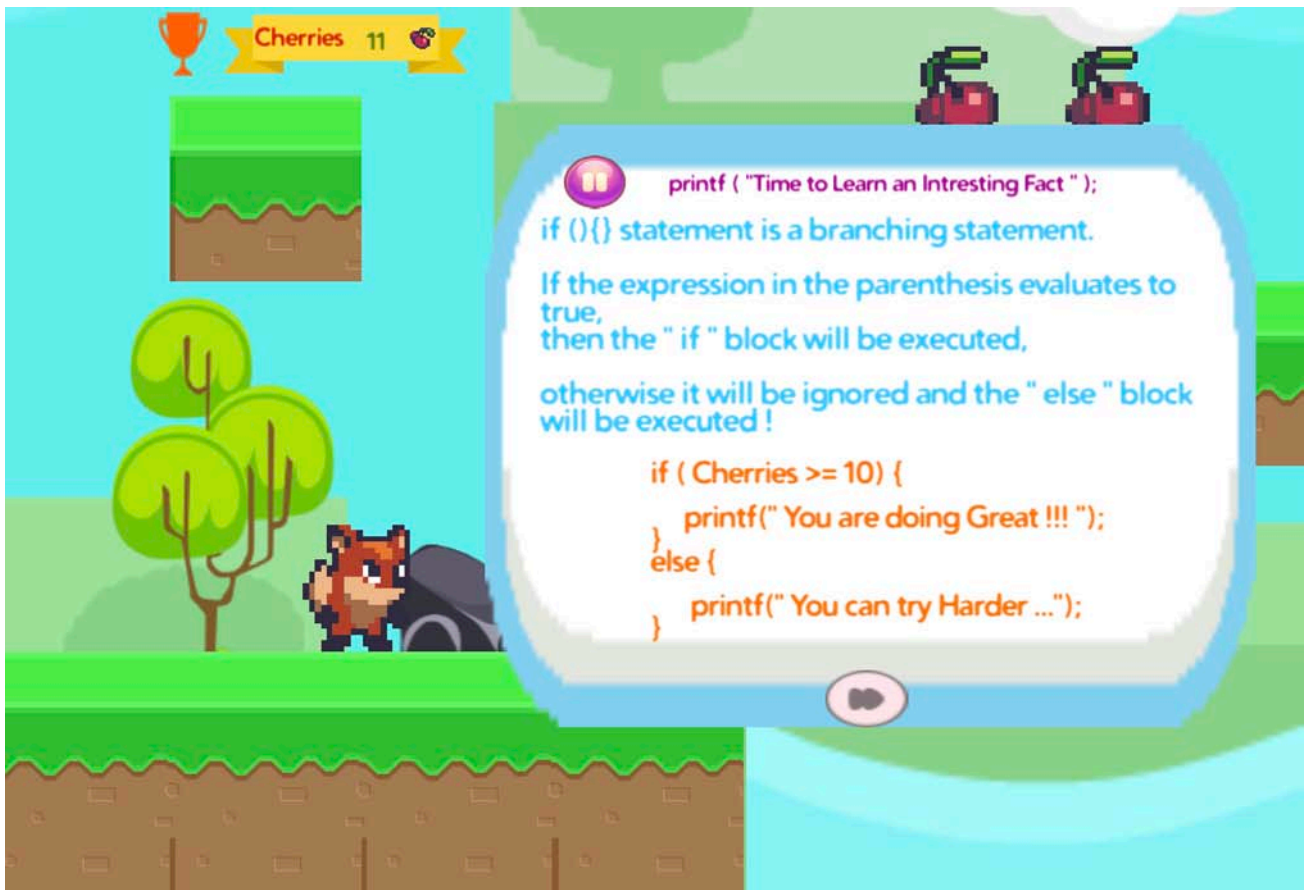 Cherries 11
printf ( "Time to Learn an Intresting Fact " );
if (){} statement is a branching statement.
If the expression in the parenthesis evaluates to
true,
then the " if " block will be executed,
otherwise it will be ignored and the " else " block
will be executed !
if ( Cherries >= 10) {
printf(" You are doing Great !!! ");
}
else {
printf(" You can try Harder ...");
}